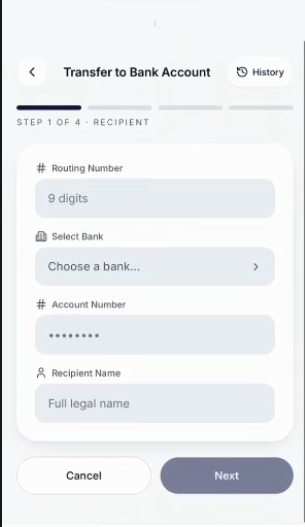 Transfer to Bank Account
History
STEP 1 OF 4 · RECIPIENT
# Routing Number
9 digits
Select Bank
Choose a bank...
# Account Number
••••••••
Recipient Name
Full legal name
Cancel
Next